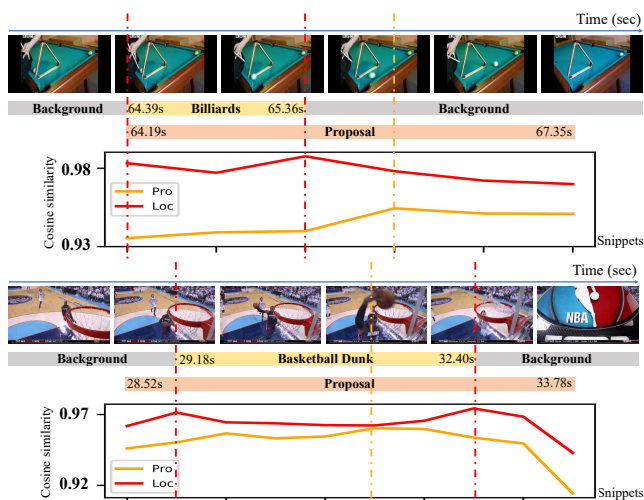 Time (sec)
Background 64.39s Billiards 65.36s Background
64.19s Proposal 67.35s
Cosine similarity
0.98
0.93
Pro
Loc
Snippets
Time (sec)
NBA
Background 29.18s Basketball Dunk 32.40s Background
28.52s Proposal 33.78s
Cosine similarity
0.97
0.92
Pro
Loc
Snippets